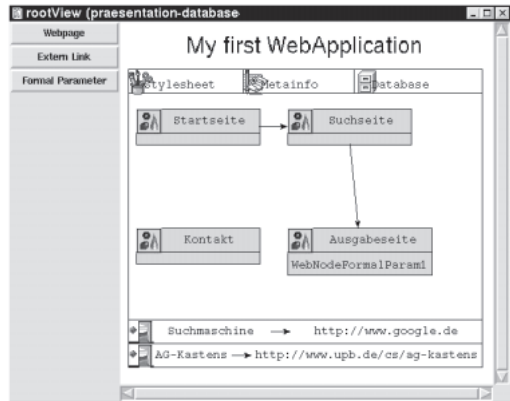 rootView (praesentation-database
Webpage
Extern Link
Formal Parameter
My first WebApplication
Stylesheet Metainfo Database
Startseite Suchseite
Kontakt Ausgabeseite
WebNodeFormalParam1
Suchmaschine → http://www.google.de
AG-Kastens → http://www.upb.de/cs/ag-kastens